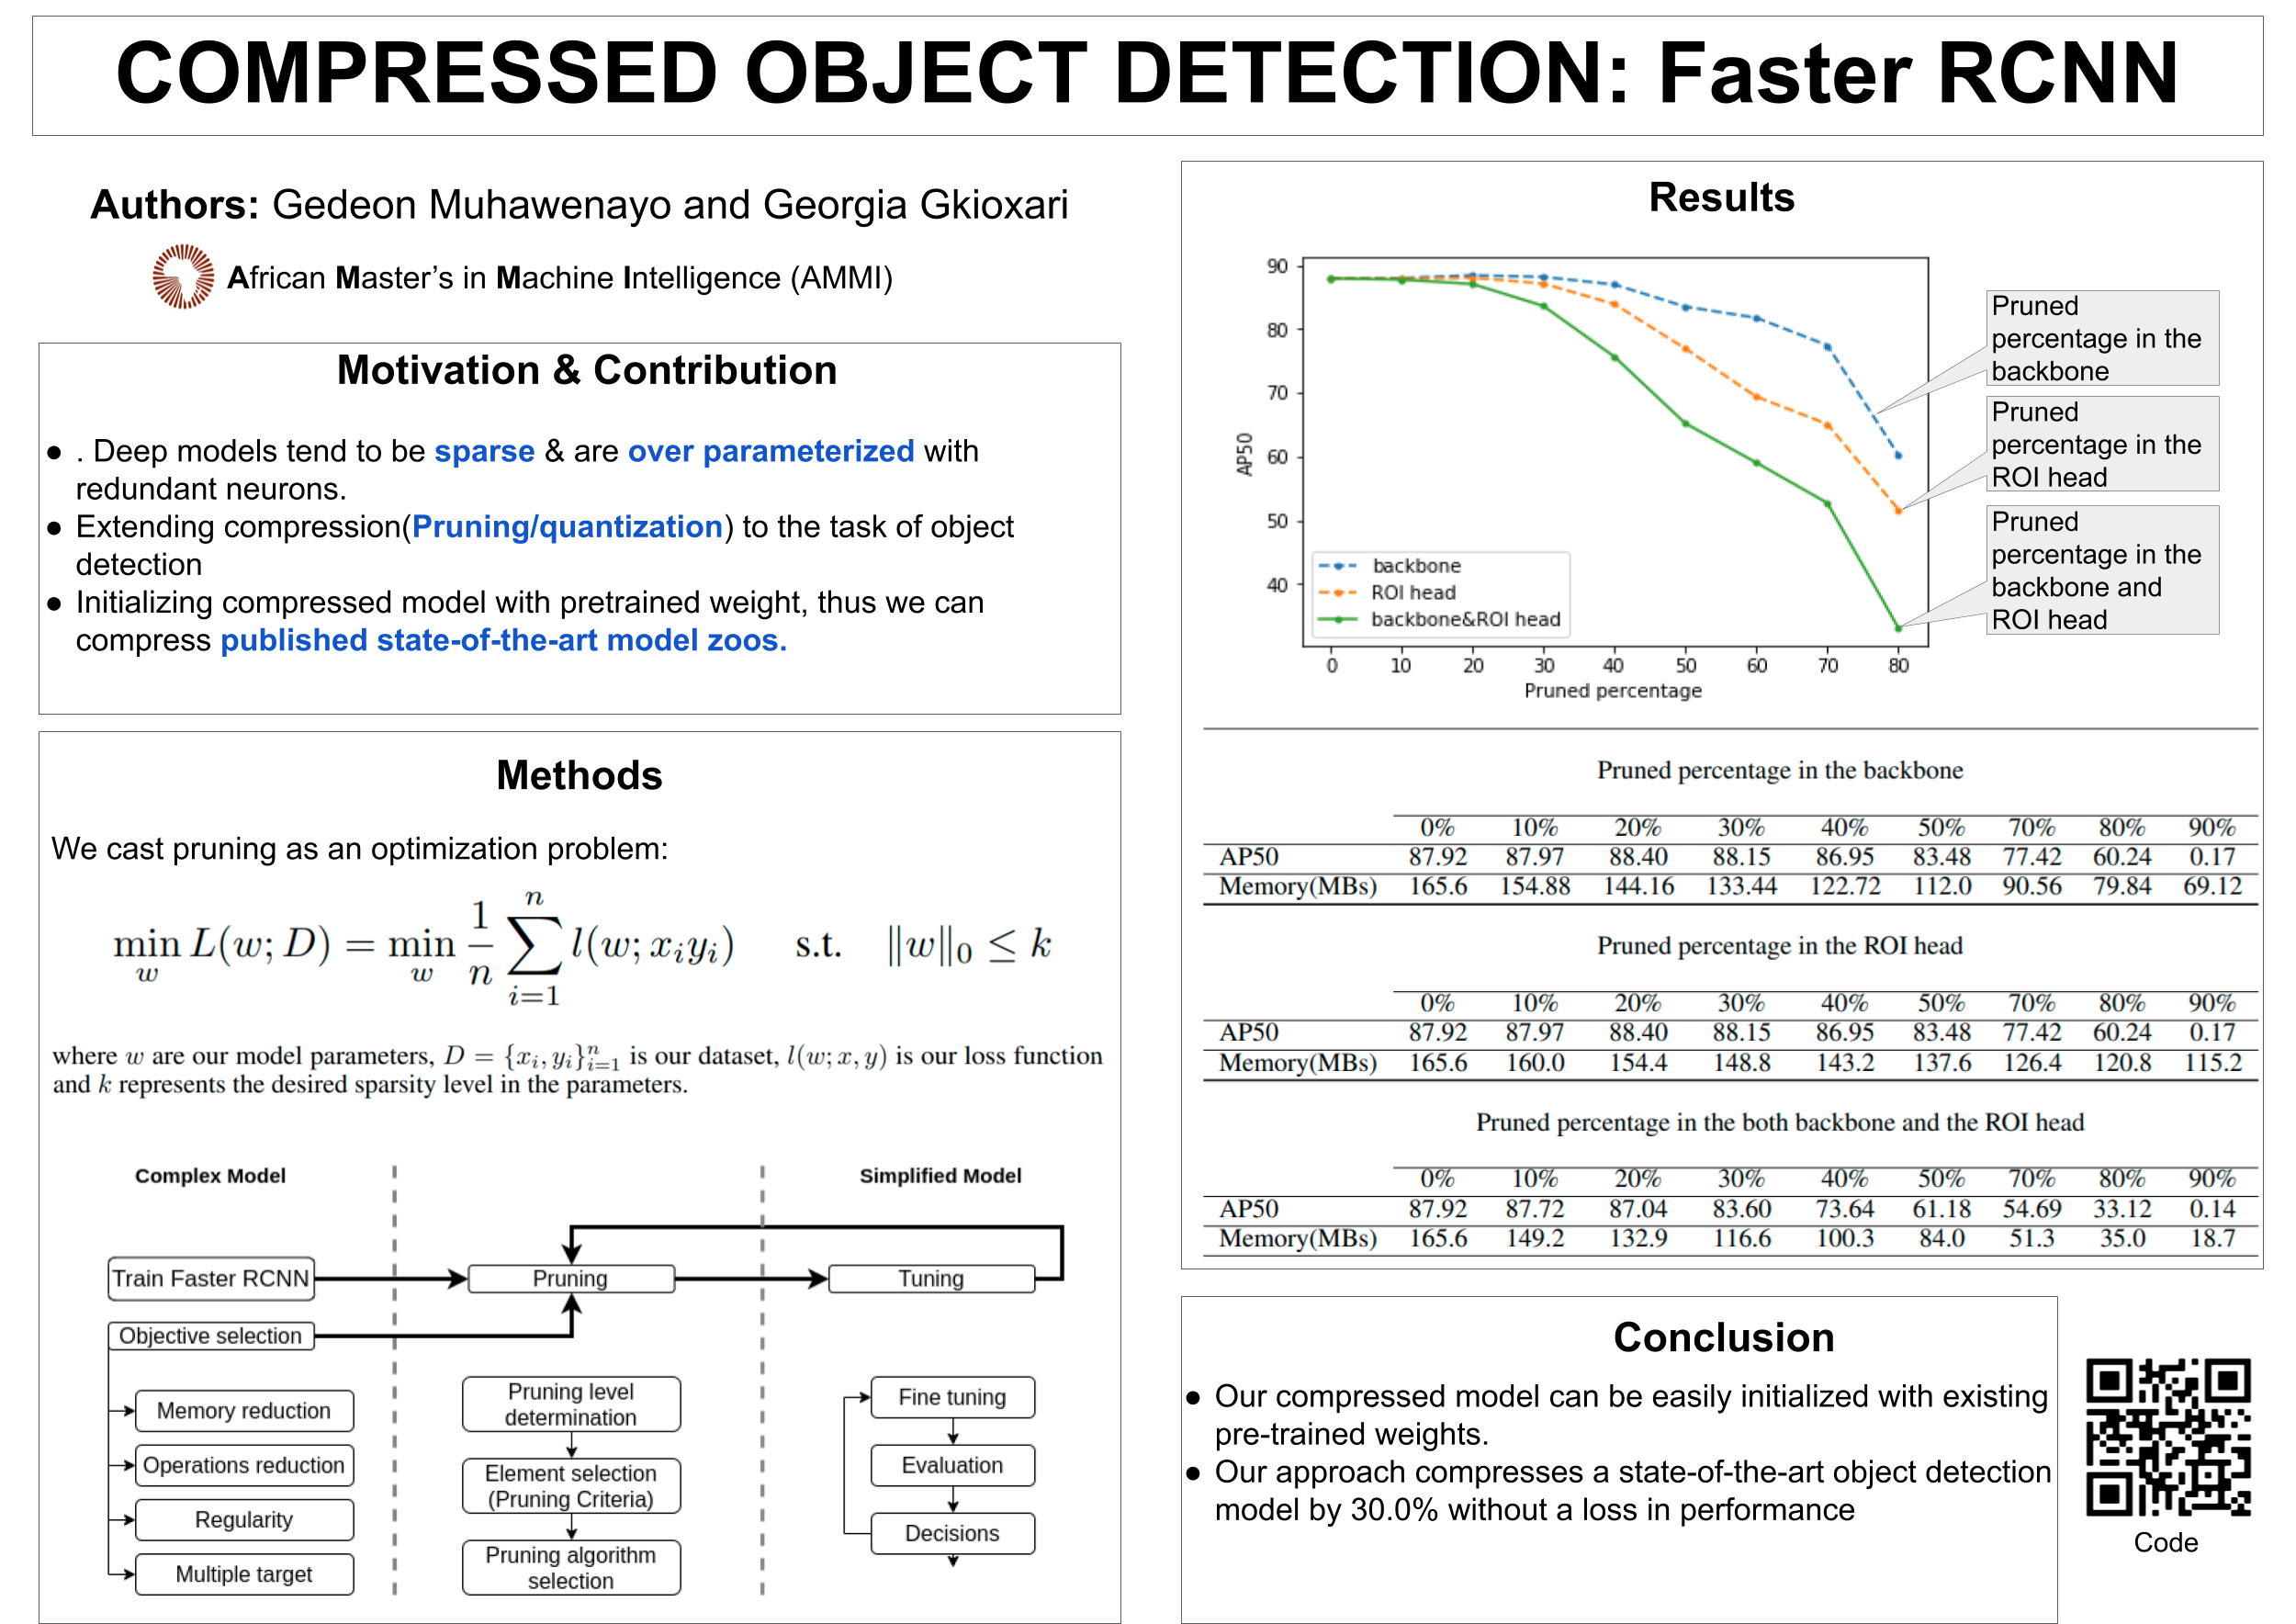 COMPRESSED OBJECT DETECTION: Faster RCNN
Authors: Gedeon Muhawenayo and Georgia Gkioxari
African Master's in Machine Intelligence (AMMI)
Motivation & Contribution
● . Deep models tend to be sparse & are over parameterized with
redundant neurons.
● Extending compression(Pruning/quantization) to the task of object
detection
● Initializing compressed model with pretrained weight, thus we can
compress published state-of-the-art model zoos.
Methods
We cast pruning as an optimization problem:
min_w L(w; D) = min_w 1/n ∑_{i=1}^{n} l(w; x_i y_i) s.t. ‖w‖_0 ≤ k
where w are our model parameters, D = {x_i, y_i}_{i=1}^n is our dataset, l(w; x, y) is our loss function
and k represents the desired sparsity level in the parameters.
Complex Model
Simplified Model
Train Faster RCNN
Pruning
Tuning
Objective selection
Memory reduction
Operations reduction
Regularity
Multiple target
Pruning level
determination
Element selection
(Pruning Criteria)
Pruning algorithm
selection
Fine tuning
Evaluation
Decisions
Results
90
80
70
60
50
40
AP50
0 10 20 30 40 50 60 70 80
Pruned percentage
backbone
ROI head
backbone&ROI head
Pruned
percentage in the
backbone
Pruned
percentage in the
ROI head
Pruned
percentage in the
backbone and
ROI head
Pruned percentage in the backbone
0% 10% 20% 30% 40% 50% 70% 80% 90%
AP50 87.92 87.97 88.40 88.15 86.95 83.48 77.42 60.24 0.17
Memory(MBs) 165.6 154.88 144.16 133.44 122.72 112.0 90.56 79.84 69.12
Pruned percentage in the ROI head
0% 10% 20% 30% 40% 50% 70% 80% 90%
AP50 87.92 87.97 88.40 88.15 86.95 83.48 77.42 60.24 0.17
Memory(MBs) 165.6 160.0 154.4 148.8 143.2 137.6 126.4 120.8 115.2
Pruned percentage in the both backbone and the ROI head
0% 10% 20% 30% 40% 50% 70% 80% 90%
AP50 87.92 87.72 87.04 83.60 73.64 61.18 54.69 33.12 0.14
Memory(MBs) 165.6 149.2 132.9 116.6 100.3 84.0 51.3 35.0 18.7
Conclusion
● Our compressed model can be easily initialized with existing
pre-trained weights.
● Our approach compresses a state-of-the-art object detection
model by 30.0% without a loss in performance
Code